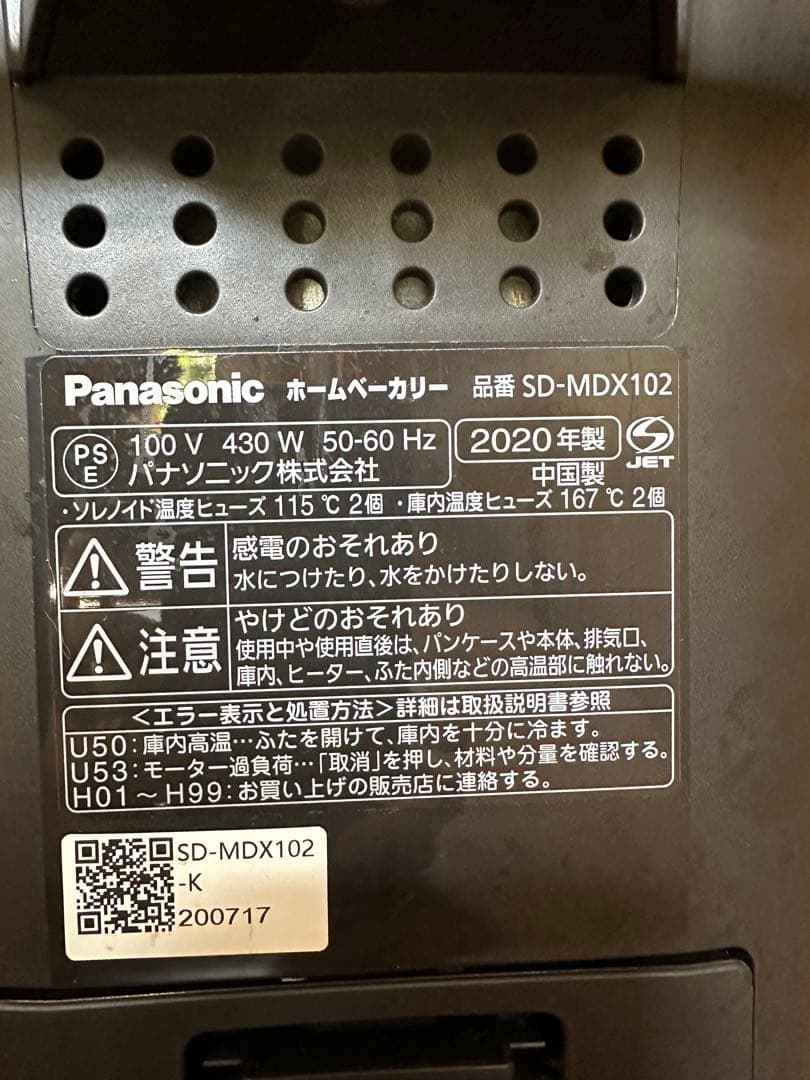 Panasonic ホームベーカリー 品番 SD-MDX102
PS E 100 V 430 W 50-60 Hz 2020年製 JET
パナソニック株式会社 中国製
・ソレノイド温度ヒューズ 115 ℃ 2個 ・庫内温度ヒューズ 167 ℃ 2個
警告 感電のおそれあり
水につけたり、水をかけたりしない。
注意 やけどのおそれあり
使用中や使用直後は、パンケースや本体、排気口、
庫内、ヒーター、ふた内側などの高温部に触れない。
<エラー表示と処置方法>詳細は取扱説明書参照
U50:庫内高温…ふたを開けて、庫内を十分に冷ます。
U53:モーター過負荷…「取消」を押し、材料や分量を確認する。
H01~H99:お買い上げの販売店に連絡する。
SD-MDX102
-K
200717